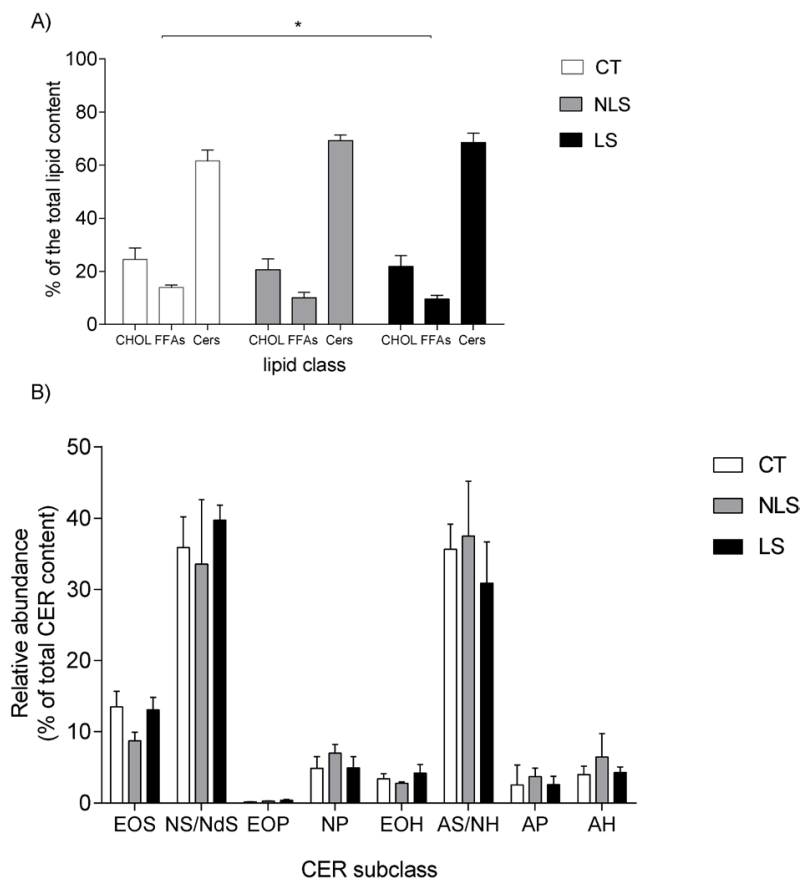 A)
*
CT
NLS
LS
% of the total lipid content
100
80
60
40
20
0
CHOL FFAs Cers CHOL FFAs Cers CHOL FFAs Cers
lipid class
B)
CT
NLS
LS
Relative abundance
(% of total CER content)
50
40
30
20
10
0
EOS NS/NdS EOP NP EOH AS/NH AP AH
CER subclass